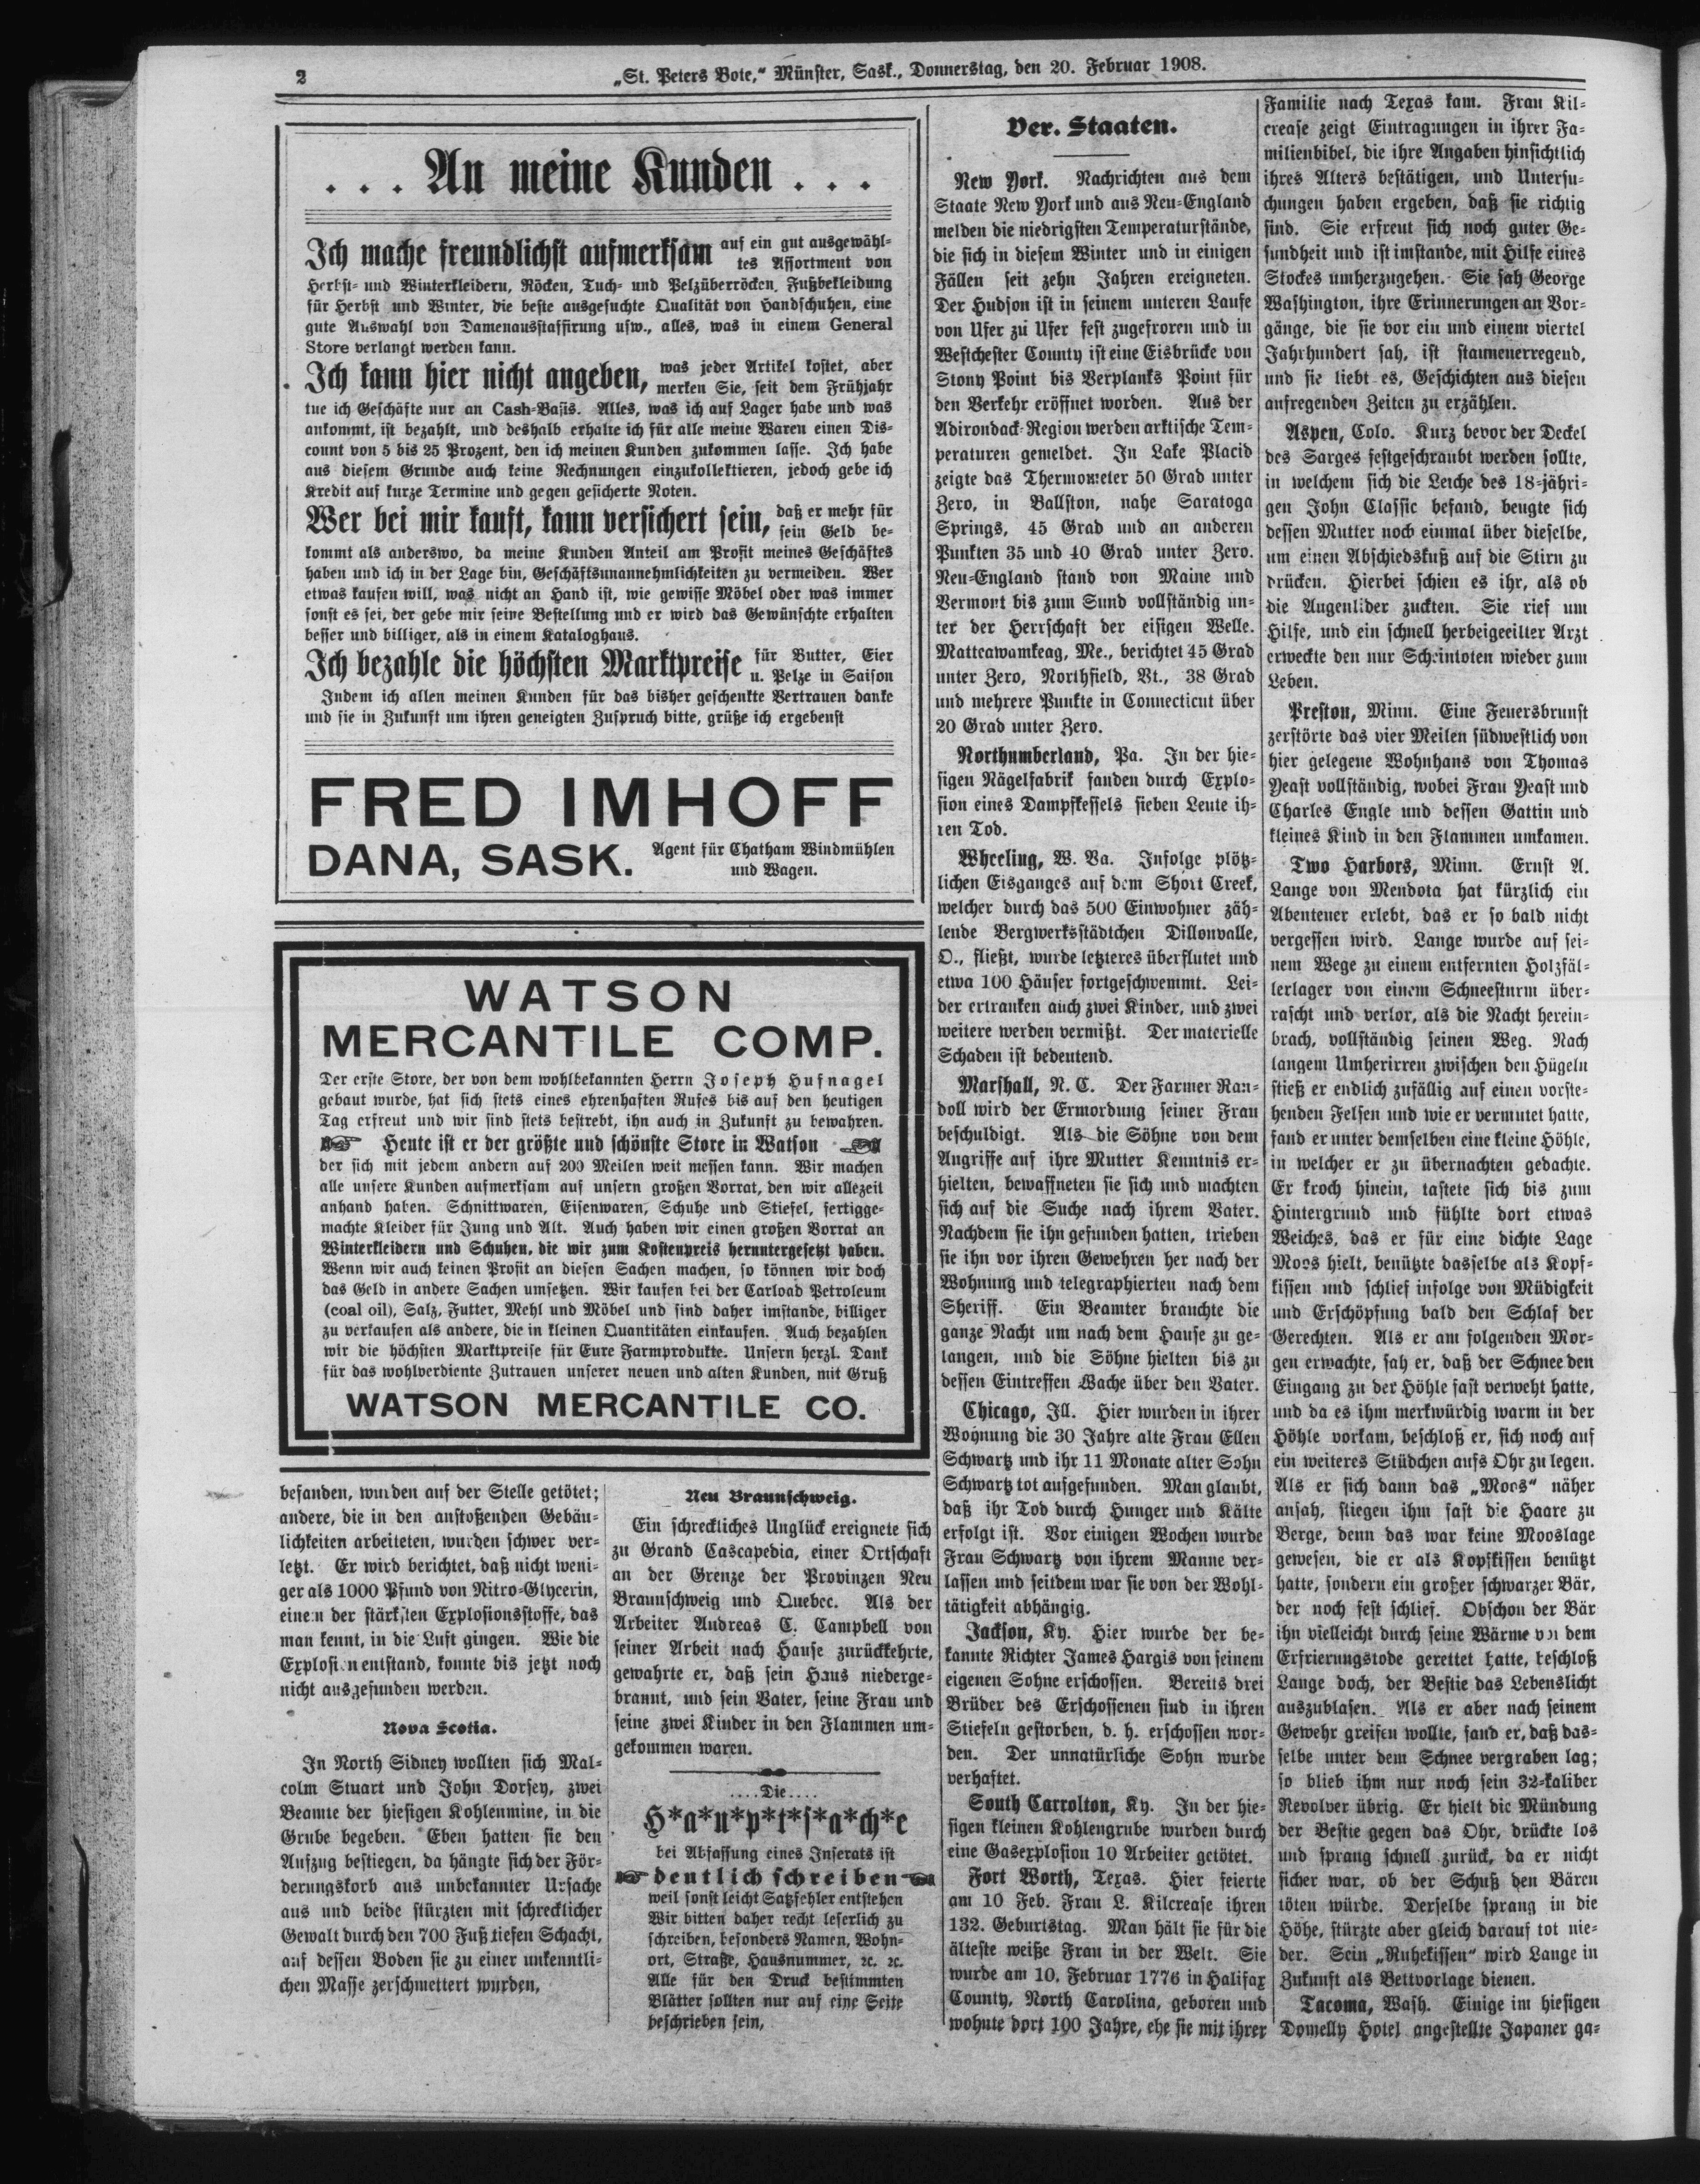 2
„St. Peters Bote,“ Münster, Sask., Donnerstag, den 20. Februar 1908.
. . . An meine Kunden . . .
Ich mache freundlichst aufmerksam auf ein gut ausgewähl-
tes Assortment von
Herbst- und Winterkleidern, Röcken, Tuch- und Pelzüberröcken, Fußbekleidung
für Herbst und Winter, die beste ausgesuchte Qualität von Handschuhen, eine
gute Auswahl von Damenausstaffirung usw., alles, was in einem General
Store verlangt werden kann.
Ich kann hier nicht angeben, was jeder Artikel kostet, aber
merken Sie, seit dem Frühjahr
tue ich Geschäfte nur an Cash-Basis. Alles, was ich auf Lager habe und was
ankommt, ist bezahlt, und deshalb erhalte ich für alle meine Waren einen Dis-
count von 5 bis 25 Prozent, den ich meinen Kunden zukommen lasse. Ich habe
aus diesem Grunde auch keine Rechnungen einzukollektieren, jedoch gebe ich
Kredit auf kurze Termine und gegen gesicherte Noten.
Wer bei mir kauft, kann versichert sein, daß er mehr für
sein Geld be-
kommt als anderswo, da meine Kunden Anteil am Profit meines Geschäftes
haben und ich in der Lage bin, Geschäftsunannehmlichkeiten zu vermeiden. Wer
etwas kaufen will, was nicht an Hand ist, wie gewisse Möbel oder was immer
sonst es sei, der gebe mir seine Bestellung und er wird das Gewünschte erhalten
besser und billiger, als in einem Kataloghaus.
Ich bezahle die höchsten Marktpreise für Butter, Eier
u. Pelze in Saison
Indem ich allen meinen Kunden für das bisher geschenkte Vertrauen danke
und sie in Zukunft um ihren geneigten Zuspruch bitte, grüße ich ergebenst
FRED IMHOFF
DANA, SASK. Agent für Chatham Windmühlen
und Wagen.
WATSON
MERCANTILE COMP.
Der erste Store, der von dem wohlbekannten Herrn Joseph Hufnagel
gebaut wurde, hat sich stets eines ehrenhaften Rufes bis auf den heutigen
Tag erfreut und wir sind stets bestrebt, ihn auch in Zukunft zu bewahren.
Heute ist er der größte und schönste Store in Watson
der sich mit jedem andern auf 200 Meilen weit messen kann. Wir machen
alle unsere Kunden aufmerksam auf unsern großen Vorrat, den wir allezeit
anhand haben. Schnittwaren, Eisenwaren, Schuhe und Stiefel, fertigge-
machte Kleider für Jung und Alt. Auch haben wir einen großen Vorrat an
Winterkleidern und Schuhen, die wir zum Kostenpreis heruntergesetzt haben.
Wenn wir auch keinen Profit an diesen Sachen machen, so können wir doch
das Geld in andere Sachen umsetzen. Wir kaufen bei der Carload Petroleum
(coal oil), Salz, Futter, Mehl und Möbel und sind daher imstande, billiger
zu verkaufen als andere, die in kleinen Quantitäten einkaufen. Auch bezahlen
wir die höchsten Marktpreise für Eure Farmprodukte. Unsern herzl. Dank
für das wohlverdiente Zutrauen unserer neuen und alten Kunden, mit Gruß
WATSON MERCANTILE CO.
befanden, wurden auf der Stelle getötet;
andere, die in den anstoßenden Gebäu-
lichkeiten arbeiteten, wurden schwer ver-
letzt. Er wird berichtet, daß nicht weni-
ger als 1000 Pfund von Nitro-Glycerin,
einem der stärksten Explosionsstoffe, das
man kennt, in die Luft gingen. Wie die
Explosion entstand, konnte bis jetzt noch
nicht ausgefunden werden.
Nova Scotia.
In North Sidney wollten sich Mal-
colm Stuart und John Dorsey, zwei
Beamte der hiesigen Kohlenmine, in die
Grube begeben. Eben hatten sie den
Aufzug bestiegen, da hängte sich der För-
derungskorb aus unbekannter Ursache
aus und beide stürzten mit schrecklicher
Gewalt durch den 700 Fuß tiefen Schacht,
auf dessen Boden sie zu einer unkenntli-
chen Masse zerschmettert wurden.
Neu Braunschweig.
Ein schreckliches Unglück ereignete sich
zu Grand Cascapedia, einer Ortschaft
an der Grenze der Provinzen Neu
Braunschweig und Quebec. Als der
Arbeiter Andreas C. Campbell von
seiner Arbeit nach Hause zurückkehrte,
gewahrte er, daß sein Haus niederge-
brannt, und sein Vater, seine Frau und
seine zwei Kinder in den Flammen um-
gekommen waren.
....Die....
H*a*u*p*t*s*a*ch*e
bei Abfassung eines Inserats ist
deutlich schreiben
weil sonst leicht Satzfehler entstehen
Wir bitten daher recht leserlich zu
schreiben, besonders Namen, Wohn-
ort, Straße, Hausnummer, ꝛc. ꝛc.
Alle für den Druck bestimmten
Blätter sollten nur auf eine Seite
beschrieben sein.
Ver. Staaten.
New York. Nachrichten aus dem
Staate New York und aus Neu-England
melden die niedrigsten Temperaturstände,
die sich in diesem Winter und in einigen
Fällen seit zehn Jahren ereigneten.
Der Hudson ist in seinem unteren Laufe
von Ufer zu Ufer fest zugefroren und in
Westchester County ist eine Eisbrücke von
Stony Point bis Verplanks Point für
den Verkehr eröffnet worden. Aus der
Adirondack-Region werden arktische Tem-
peraturen gemeldet. In Lake Placid
zeigte das Thermometer 50 Grad unter
Zero, in Ballston, nahe Saratoga
Springs, 45 Grad und an anderen
Punkten 35 und 40 Grad unter Zero.
Neu-England stand von Maine und
Vermont bis zum Sund vollständig un-
ter der Herrschaft der eisigen Welle.
Matteawamkeag, Me., berichtet 45 Grad
unter Zero, Northfield, Vt., 38 Grad
und mehrere Punkte in Connecticut über
20 Grad unter Zero.
Northumberland, Pa. In der hie-
sigen Nägelfabrik fanden durch Explo-
sion eines Dampfkessels sieben Leute ih-
ren Tod.
Wheeling, W. Va. Infolge plötz-
lichen Eisganges auf dem Short Creek,
welcher durch das 500 Einwohner zäh-
lende Bergwerksstädtchen Dillonvalle,
O., fließt, wurde letzteres überflutet und
etwa 100 Häuser fortgeschwemmt. Lei-
der ertranken auch zwei Kinder, und zwei
weitere werden vermißt. Der materielle
Schaden ist bedeutend.
Marshall, N. C. Der Farmer Ran-
doll wird der Ermordung seiner Frau
beschuldigt. Als die Söhne von dem
Angriffe auf ihre Mutter Kenntnis er-
hielten, bewaffneten sie sich und machten
sich auf die Suche nach ihrem Vater.
Nachdem sie ihn gefunden hatten, trieben
sie ihn vor ihren Gewehren her nach der
Wohnung und telegraphierten nach dem
Sheriff. Ein Beamter brauchte die
ganze Nacht um nach dem Hause zu ge-
langen, und die Söhne hielten bis zu
dessen Eintreffen Wache über den Vater.
Chicago, Ill. Hier wurden in ihrer
Wohnung die 30 Jahre alte Frau Ellen
Schwartz und ihr 11 Monate alter Sohn
Schwartz tot aufgefunden. Man glaubt,
daß ihr Tod durch Hunger und Kälte
erfolgt ist. Vor einigen Wochen wurde
Frau Schwartz von ihrem Manne ver-
lassen und seitdem war sie von der Wohl-
tätigkeit abhängig.
Jackson, Ky. Hier wurde der be-
kannte Richter James Hargis von seinem
eigenen Sohne erschossen. Bereits drei
Brüder des Erschossenen sind in ihren
Stiefeln gestorben, d. h. erschossen wor-
den. Der unnatürliche Sohn wurde
verhaftet.
South Carrolton, Ky. In der hie-
sigen kleinen Kohlengrube wurden durch
eine Gasexplosion 10 Arbeiter getötet.
Fort Worth, Texas. Hier feierte
am 10 Feb. Frau L. Kilcrease ihren
132. Geburtstag. Man hält sie für die
älteste weiße Frau in der Welt. Sie
wurde am 10. Februar 1776 in Halifax
County, North Carolina, geboren und
wohnte dort 100 Jahre, ehe sie mit ihrer
Familie nach Texas kam. Frau Kil-
crease zeigt Eintragungen in ihrer Fa-
milienbibel, die ihre Angaben hinsichtlich
ihres Alters bestätigen, und Untersu-
chungen haben ergeben, daß sie richtig
sind. Sie erfreut sich noch guter Ge-
sundheit und ist imstande, mit Hilfe eines
Stockes umherzugehen. Sie sah George
Washington, ihre Erinnerungen an Vor-
gänge, die sie vor ein und einem viertel
Jahrhundert sah, ist staunenerregend,
und sie liebt es, Geschichten aus diesen
aufregenden Zeiten zu erzählen.
Aspen, Colo. Kurz bevor der Deckel
des Sarges festgeschraubt werden sollte,
in welchem sich die Leiche des 18-jähri-
gen John Classic befand, beugte sich
dessen Mutter noch einmal über dieselbe,
um einen Abschiedskuß auf die Stirn zu
drücken. Hierbei schien es ihr, als ob
die Augenlider zuckten. Sie rief um
Hilfe, und ein schnell herbeigeeilter Arzt
erweckte den nur Scheintoten wieder zum
Leben.
Preston, Minn. Eine Feuersbrunst
zerstörte das vier Meilen südwestlich von
hier gelegene Wohnhaus von Thomas
Yeast vollständig, wobei Frau Yeast und
Charles Engle und dessen Gattin und
kleines Kind in den Flammen umkamen.
Two Harbors, Minn. Ernst A.
Lange von Mendota hat kürzlich ein
Abenteuer erlebt, das er so bald nicht
vergessen wird. Lange wurde auf sei-
nem Wege zu einem entfernten Holzfäl-
lerlager von einem Schneesturm über-
rascht und verlor, als die Nacht herein-
brach, vollständig seinen Weg. Nach
langem Umherirren zwischen den Hügeln
stieß er endlich zufällig auf einen vorste-
henden Felsen und wie er vermutet hatte,
fand er unter demselben eine kleine Höhle,
in welcher er zu übernachten gedachte.
Er kroch hinein, tastete sich bis zum
Hintergrund und fühlte dort etwas
Weiches, das er für eine dichte Lage
Moos hielt, benützte dasselbe als Kopf-
kissen und schlief infolge von Müdigkeit
und Erschöpfung bald den Schlaf der
Gerechten. Als er am folgenden Mor-
gen erwachte, sah er, daß der Schnee den
Eingang zu der Höhle fast verweht hatte,
und da es ihm merkwürdig warm in der
Höhle vorkam, beschloß er, sich noch auf
ein weiteres Stüdchen aufs Ohr zu legen.
Als er sich dann das „Moos“ näher
ansah, stiegen ihm fast die Haare zu
Berge, denn das war keine Mooslage
gewesen, die er als Kopfkissen benützt
hatte, sondern ein großer schwarzer Bär,
der noch fest schlief. Obschon der Bär
ihn vielleicht durch seine Wärme von dem
Erfrierungstode gerettet hatte, beschloß
Lange doch, der Bestie das Lebenslicht
auszublasen. Als er aber nach seinem
Gewehr greifen wollte, fand er, daß das-
selbe unter dem Schnee vergraben lag;
so blieb ihm nur noch sein 32-kaliber
Revolver übrig. Er hielt die Mündung
der Bestie gegen das Ohr, drückte los
und sprang schnell zurück, da er nicht
sicher war, ob der Schuß den Bären
töten würde. Derselbe sprang in die
Höhe, stürzte aber gleich darauf tot nie-
der. Sein „Ruhekissen“ wird Lange in
Zukunft als Bettvorlage dienen.
Tacoma, Wash. Einige im hiesigen
Domelly Hotel angestellte Japaner ga-